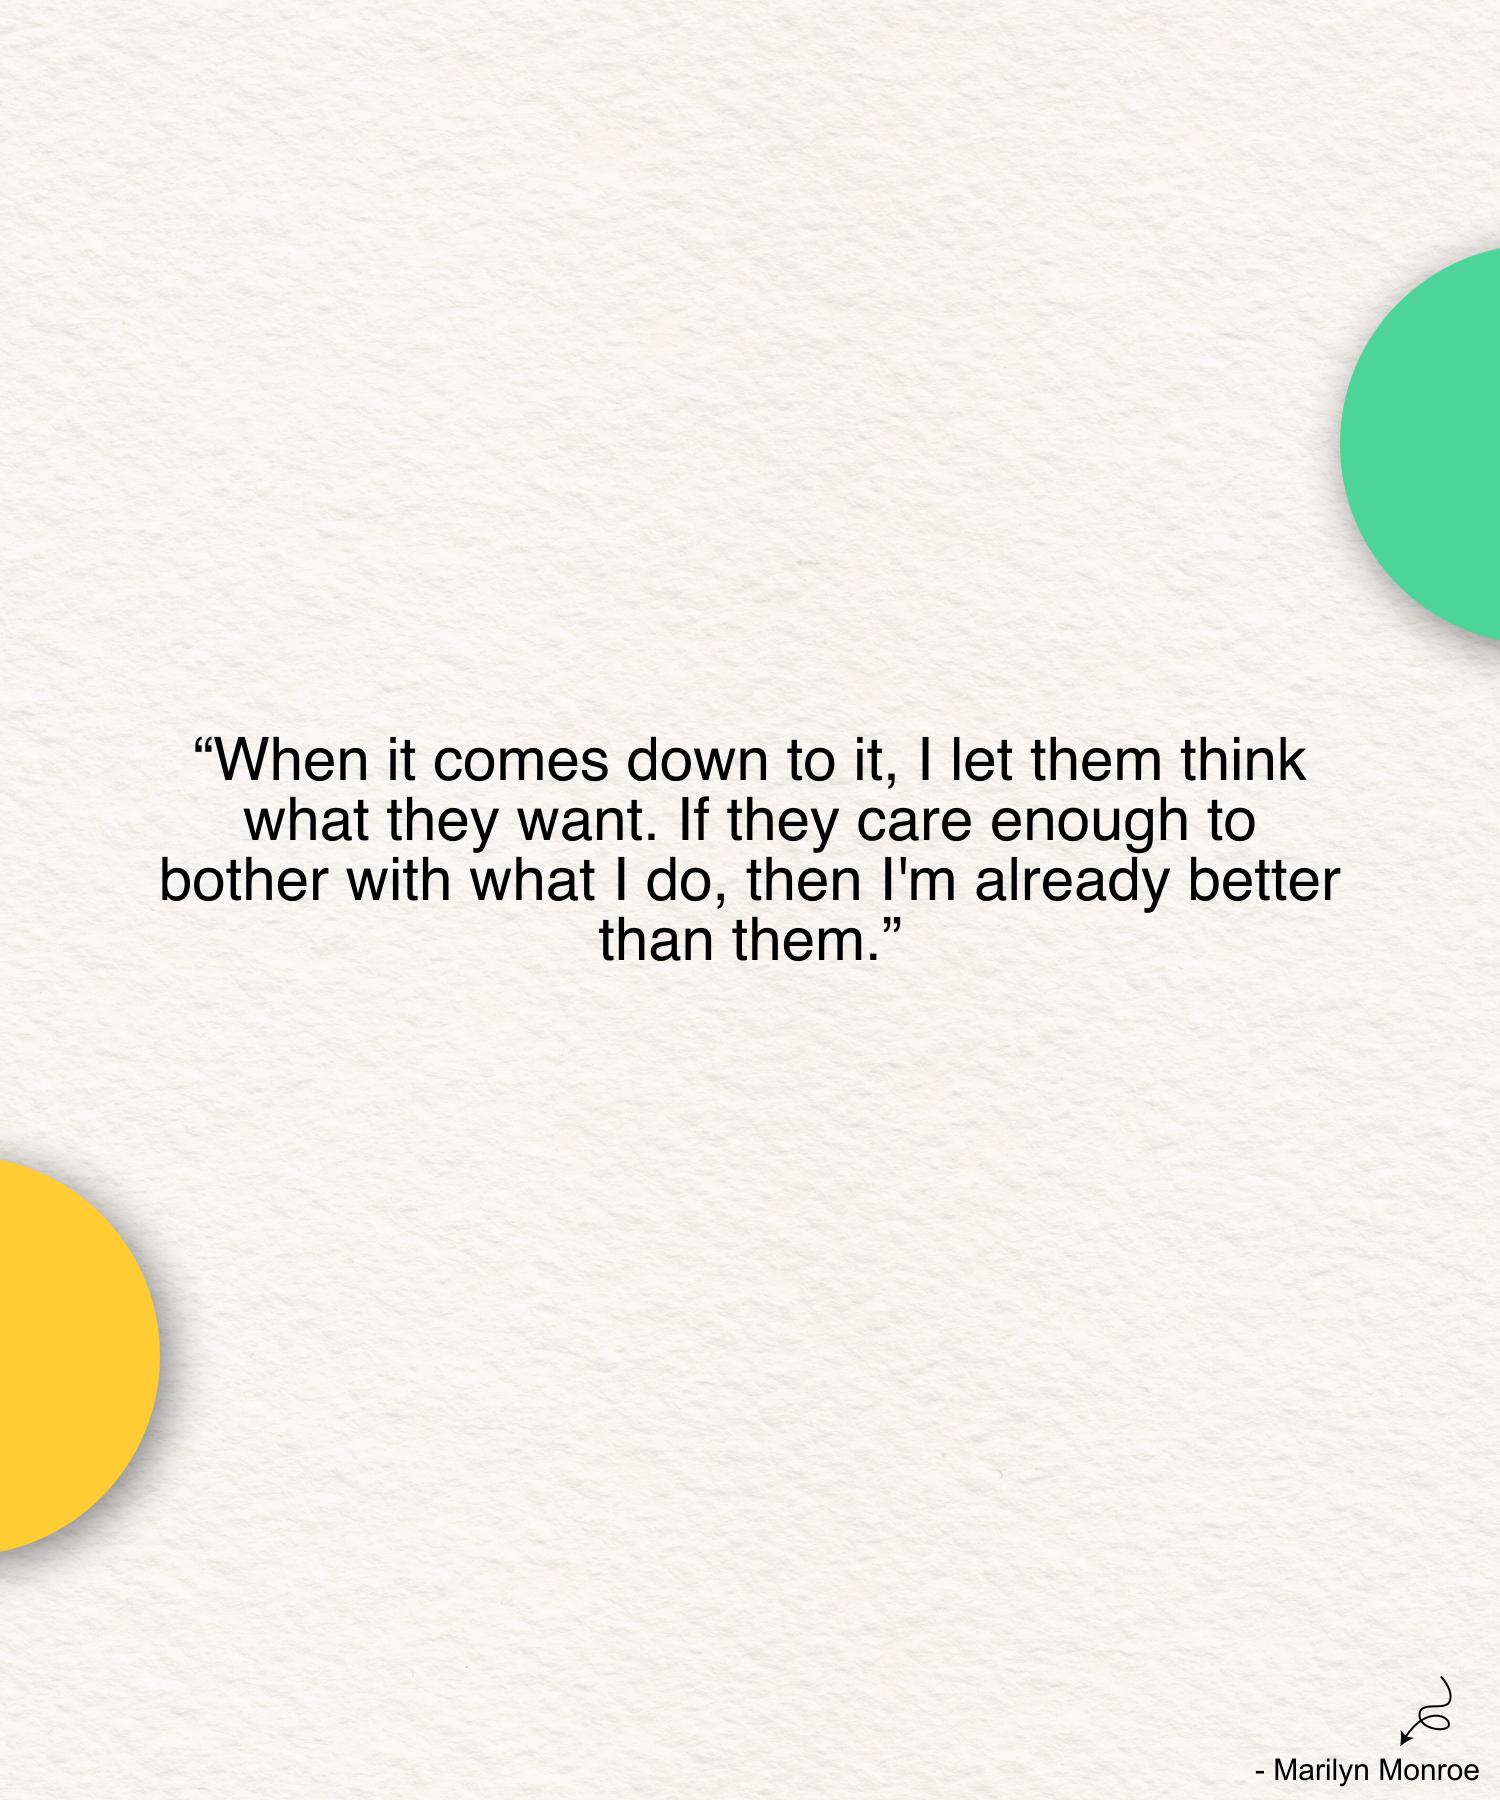 “When it comes down to it, I let them think
what they want. If they care enough to
bother with what I do, then I'm already better
than them.”
- Marilyn Monroe